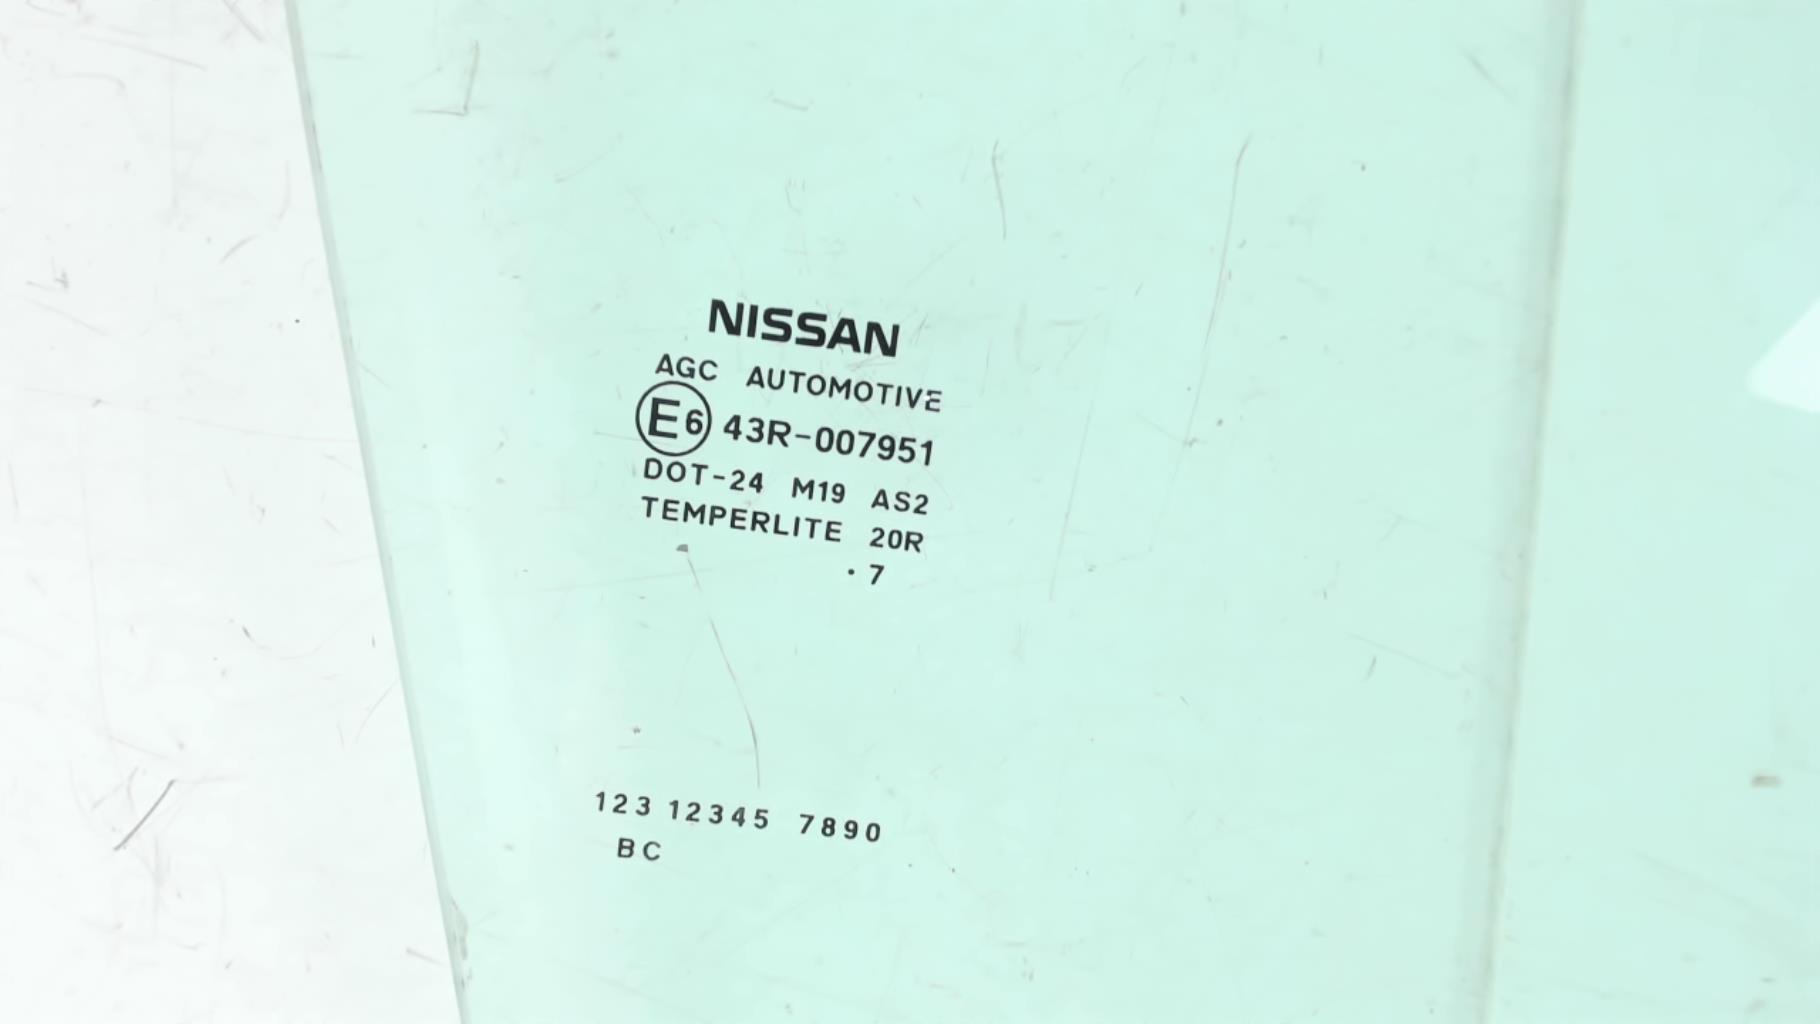 NISSAN
AGC AUTOMOTIVE
E6 43R-007951
DOT-24 M19 AS2
TEMPERLITE 20R
· 7
123 12345 7890
BC